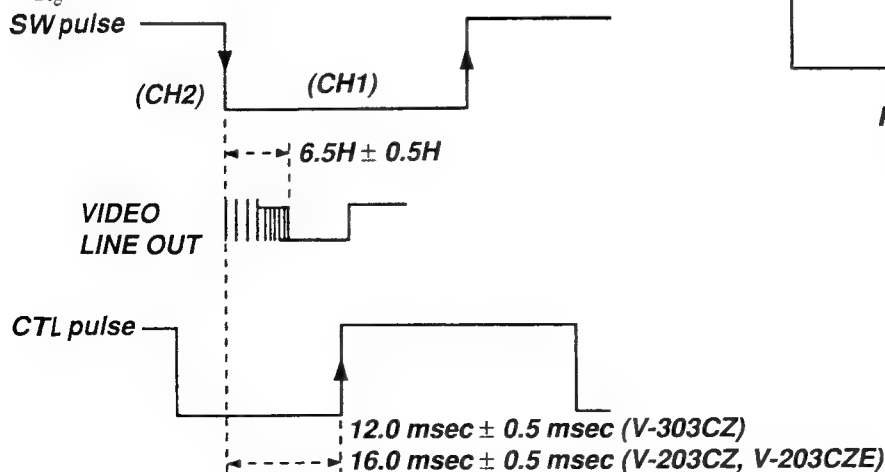 SW pulse
(CH2)
(CH1)
6.5H ± 0.5H
VIDEO
LINE OUT
CTL pulse
12.0 msec ± 0.5 msec (V-303CZ)
16.0 msec ± 0.5 msec (V-203CZ, V-203CZE)